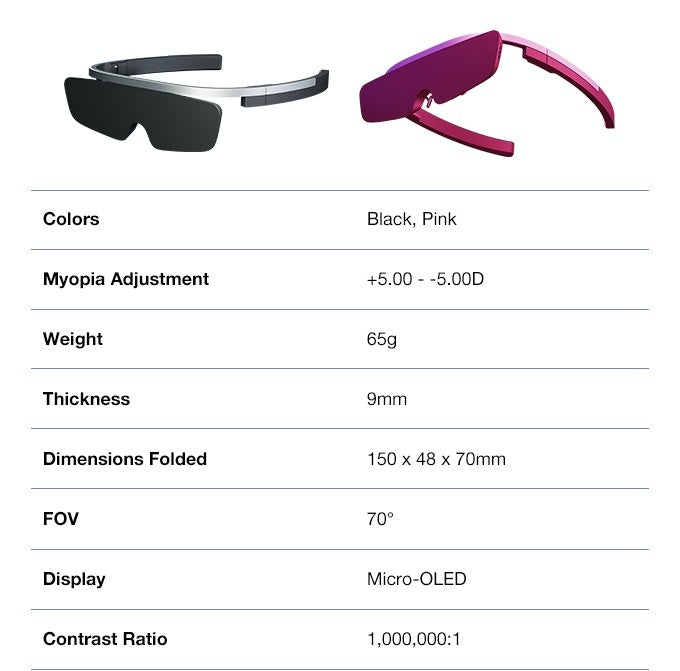 Colors Black, Pink
Myopia Adjustment +5.00 - -5.00D
Weight 65g
Thickness 9mm
Dimensions Folded 150 x 48 x 70mm
FOV 70°
Display Micro-OLED
Contrast Ratio 1,000,000:1